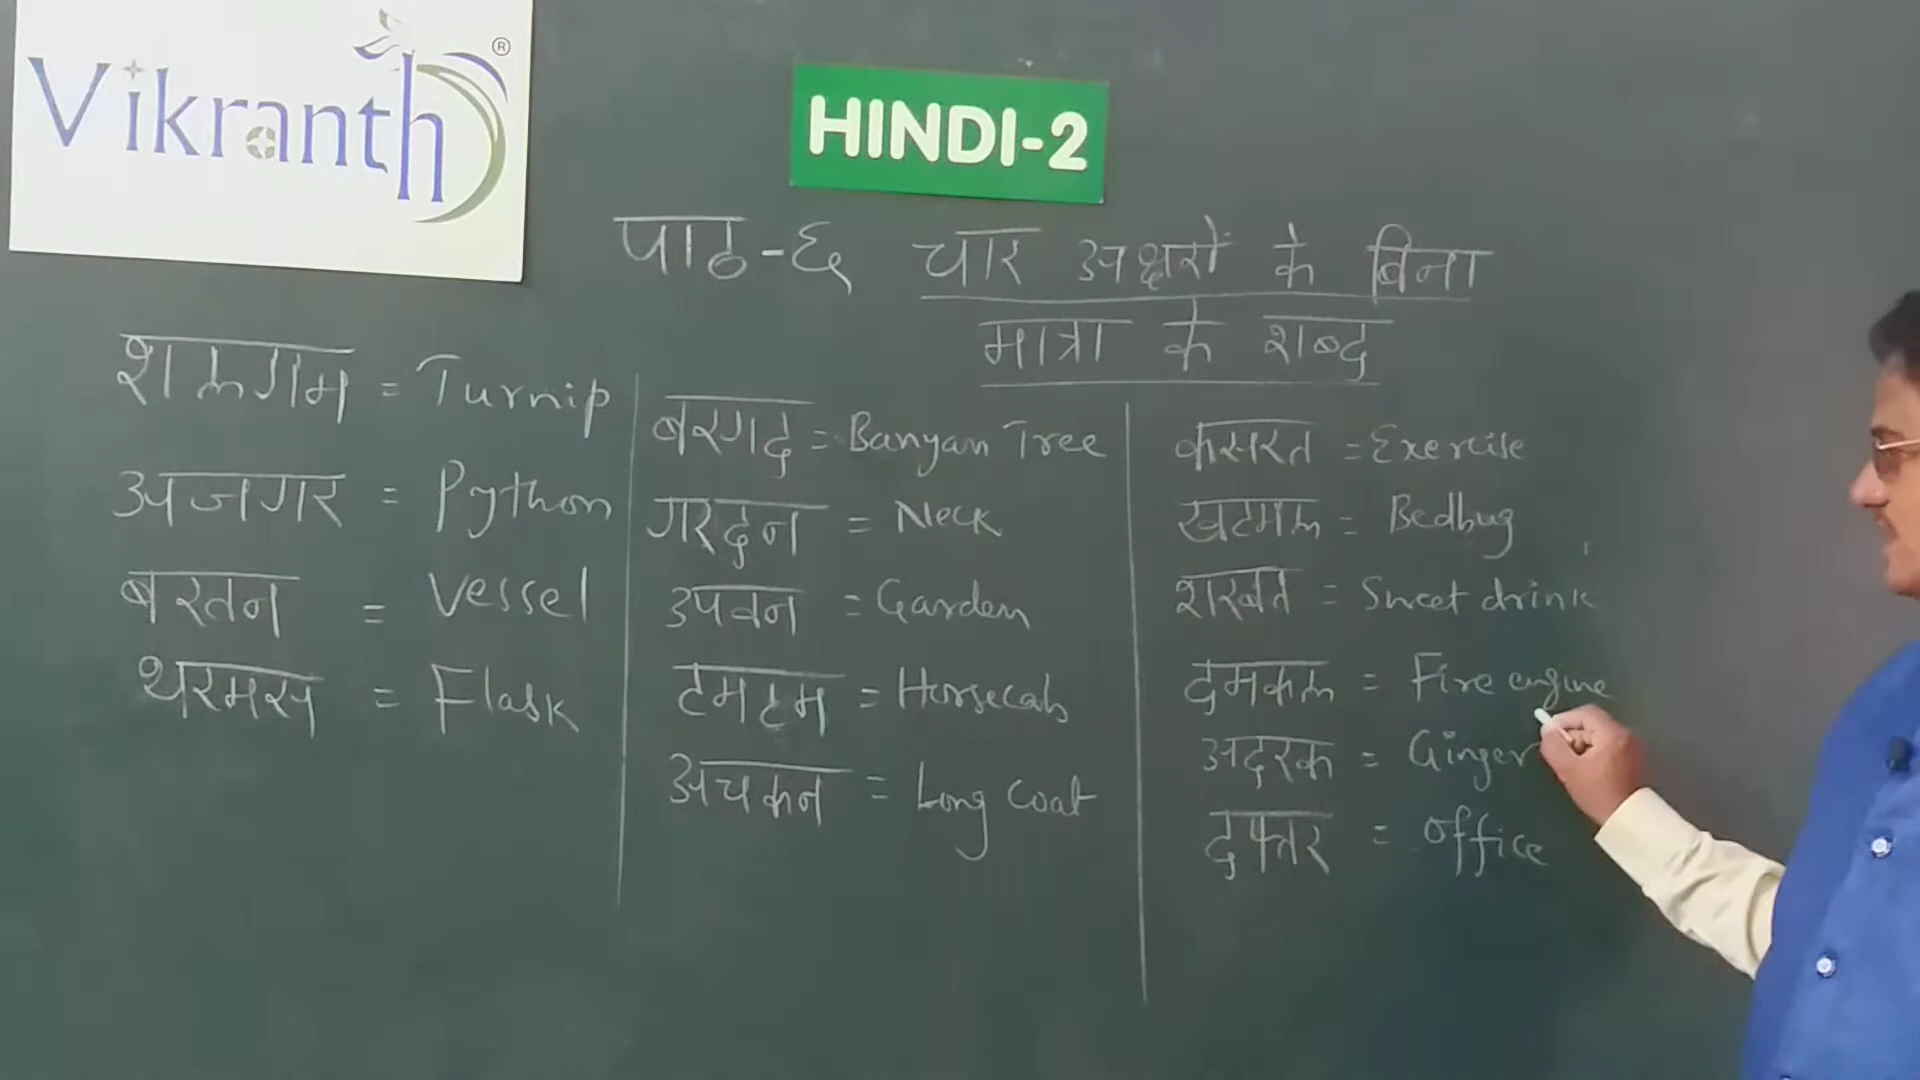 Vikranth ®
HINDI-2
पाठ-६ चार अक्षरों के बिना
मात्रा के शब्द
शलगम = Turnip
अजगर = Python
बरतन = Vessel
थरमस = Flask
बरगद = Banyan Tree
गरदन = Neck
उपवन = Garden
टमटम = Horsecab
अचकन = Long Coat
कसरत = Exercise
खटमल = Bedbug
शरबत = Sweet drink
दमकल = Fire engine
अदरक = Ginger
दफ्तर = office